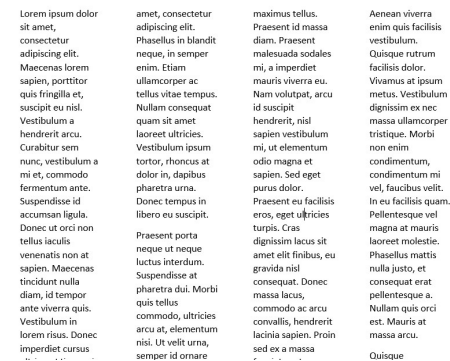 Lorem ipsum dolor
sit amet,
consectetur
adipiscing elit.
Maecenas lorem
sapien, porttitor
quis fringilla et,
suscipit eu nisl.
Vestibulum a
hendrerit arcu.
Curabitur sem
nunc, vestibulum a
mi et, commodo
fermentum ante.
Suspendisse id
accumsan ligula.
Donec ut orci non
tellus iaculis
venenatis non at
sapien. Maecenas
tincidunt nulla
diam, id tempor
ante viverra quis.
Vestibulum in
lorem risus. Donec
imperdiet cursus
amet, consectetur
adipiscing elit.
Phasellus in blandit
neque, in semper
enim. Etiam
ullamcorper ac
tellus vitae tempus.
Nullam consequat
quam sit amet
laoreet ultricies.
Vestibulum ipsum
tortor, rhoncus at
dolor in, dapibus
pharetra urna.
Donec tempus in
libero eu suscipit.
Praesent porta
neque ut neque
luctus interdum.
Suspendisse at
pharetra dui. Morbi
quis tellus
commodo, ultricies
arcu at, elementum
nisi. Ut velit urna,
semper id ornare
maximus tellus.
Praesent id massa
diam. Praesent
malesuada sodales
mi, a imperdiet
mauris viverra eu.
Nam volutpat, arcu
id suscipit
hendrerit, nisl
sapien vestibulum
mi, ut elementum
odio magna et
sapien. Sed eget
purus dolor.
Praesent eu facilisis
eros, eget ultricies
turpis. Cras
dignissim lacus sit
amet elit finibus, eu
gravida nisl
consequat. Donec
massa lacus,
commodo ac arcu
convallis, hendrerit
lacinia sapien. Proin
sed ex a massa
Aenean viverra
enim quis facilisis
vestibulum.
Quisque rutrum
facilisis dolor.
Vivamus at ipsum
metus. Vestibulum
dignissim ex nec
massa ullamcorper
tristique. Morbi
non enim
condimentum,
condimentum mi
vel, faucibus velit.
In eu facilisis quam.
Pellentesque vel
magna at mauris
laoreet molestie.
Phasellus mattis
nulla justo, et
consequat erat
pellentesque a.
Nullam quis orci
est. Mauris at
massa arcu.
Quisque